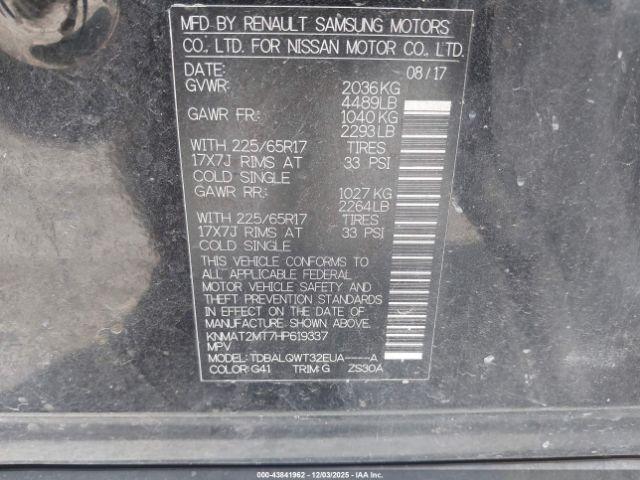 MFD BY RENAULT SAMSUNG MOTORS
CO., LTD. FOR NISSAN MOTOR CO., LTD.
DATE: 08/17
GVWR: 2036KG
4489LB
GAWR FR: 1040KG
2293LB
WITH 225/65R17 TIRES
17X7J RIMS AT 33 PSI
COLD SINGLE
GAWR RR: 1027 KG
2264LB
WITH 225/65R17 TIRES
17X7J RIMS AT 33 PSI
COLD SINGLE
THIS VEHICLE CONFORMS TO
ALL APPLICABLE FEDERAL
MOTOR VEHICLE SAFETY AND
THEFT PREVENTION STANDARDS
IN EFFECT ON THE DATE OF
MANUFACTURE SHOWN ABOVE.
KNMAT2MT7HP619337
MPV
MODEL: TDBALQWT32EUA-----A
COLOR: G41 TRIM: G ZS30A
000-43841962 - 12/03/2025 - IAA Inc.